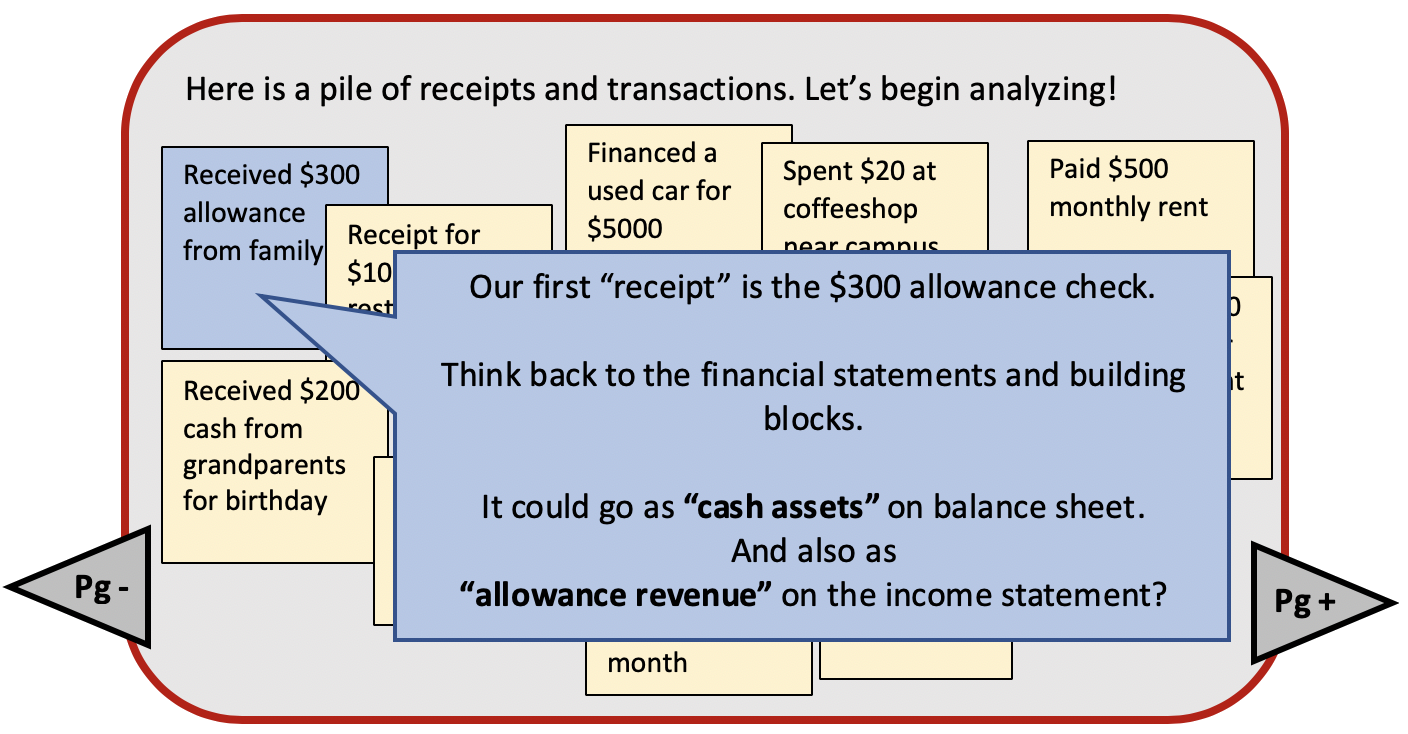 Here is a pile of receipts and transactions. Let’s begin analyzing!
Received $300
allowance
from family
Receipt for
$10
rest
Financed a
used car for
$5000
Spent $20 at
coffeeshop
near campus
Paid $500
monthly rent
Our first “receipt” is the $300 allowance check.
Think back to the financial statements and building
blocks.
It could go as “cash assets” on balance sheet.
And also as
“allowance revenue” on the income statement?
0
t
Received $200
cash from
grandparents
for birthday
month
Pg -
Pg +